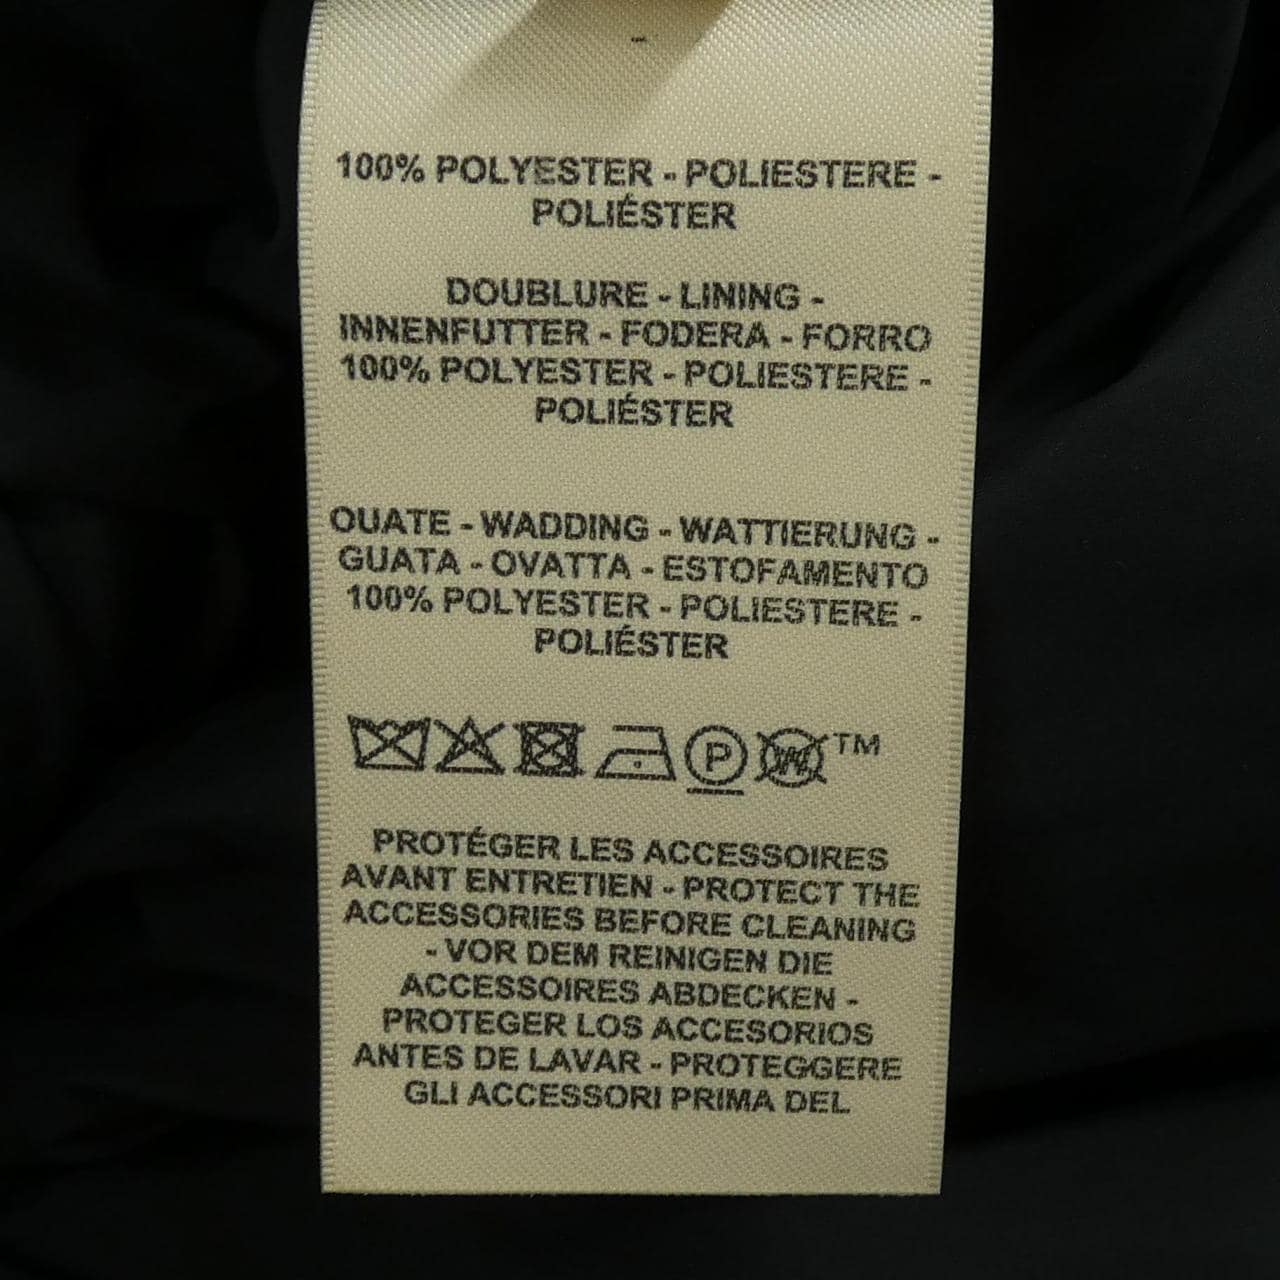 100% POLYESTER - POLIESTERE -
POLIÉSTER
DOUBLURE - LINING -
INNENFUTTER - FODERA - FORRO
100% POLYESTER - POLIESTERE -
POLIÉSTER
OUATE - WADDING - WATTIERUNG -
GUATA - OVATTA - ESTOFAMENTO
100% POLYESTER - POLIESTERE -
POLIÉSTER
P W TM
PROTÉGER LES ACCESSOIRES
AVANT ENTRETIEN - PROTECT THE
ACCESSORIES BEFORE CLEANING
- VOR DEM REINIGEN DIE
ACCESSOIRES ABDECKEN -
PROTEGER LOS ACCESORIOS
ANTES DE LAVAR - PROTEGGERE
GLI ACCESSORI PRIMA DEL